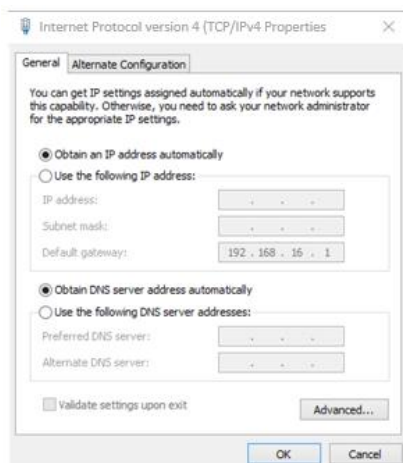 Internet Protocol version 4 (TCP/IPv4 Properties
General
Alternate Configuration
You can get IP settings assigned automatically if your network supports
this capability. Otherwise, you need to ask your network administrator
for the appropriate IP settings.
Obtain an IP address automatically
Use the following IP address:
IP address: . . .
Subnet mask: . . .
Default gateway: 192 . 168 . 16 . 1
Obtain DNS server address automatically
Use the following DNS server addresses:
Preferred DNS server: . . .
Alternate DNS server: . . .
Validate settings upon exit
Advanced...
OK
Cancel